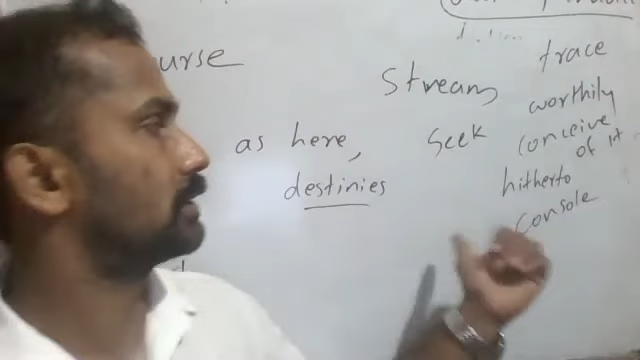 urse
as here,
destinies
Stream
Seek
trace
worthily
conceive
of it
hitherto
console